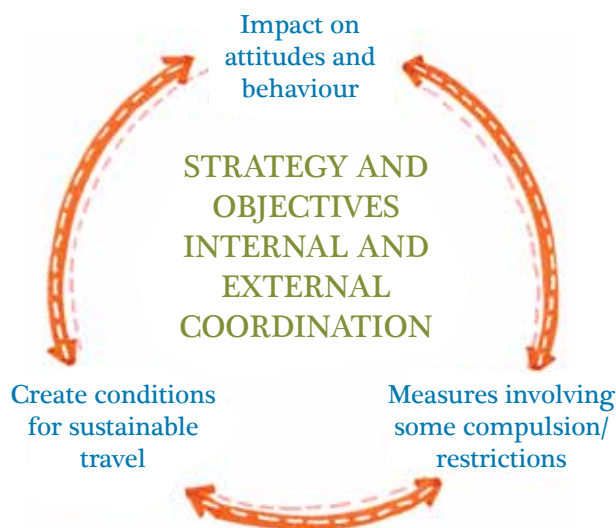 Impact on
attitudes and
behaviour
STRATEGY AND
OBJECTIVES
INTERNAL AND
EXTERNAL
COORDINATION
Create conditions
for sustainable
travel
Measures involving
some compulsion/
restrictions